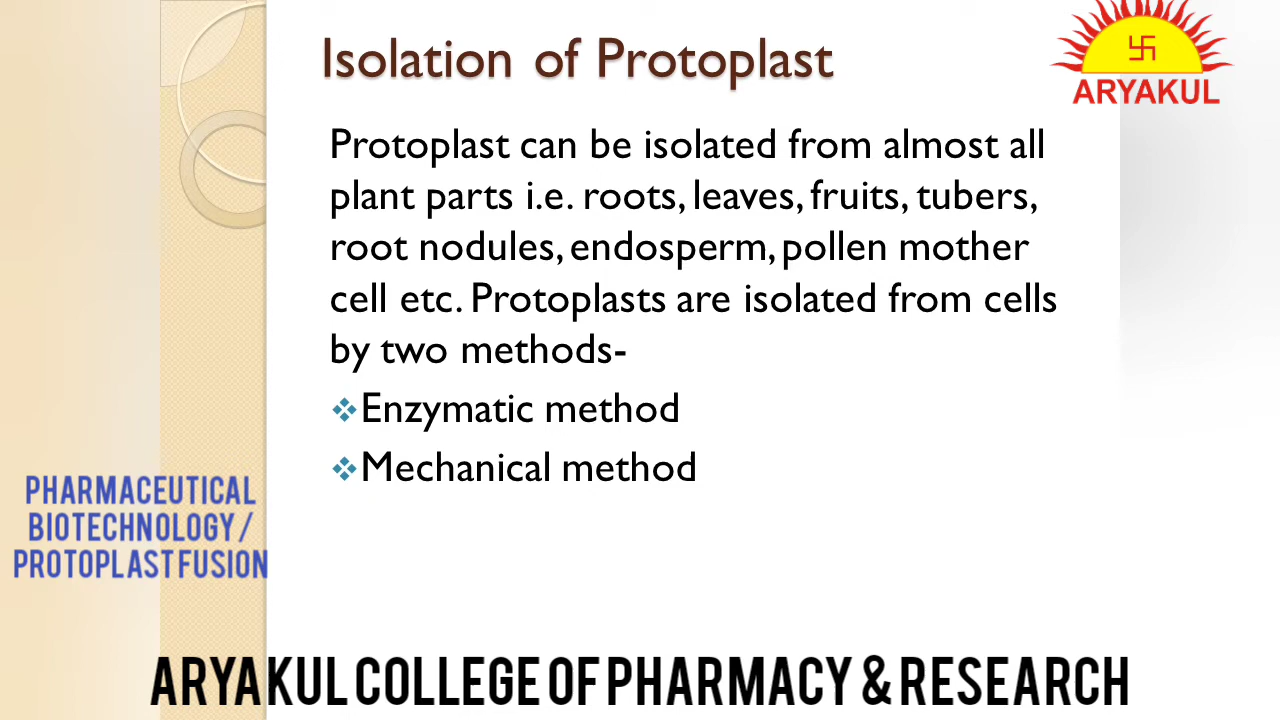 Isolation of Protoplast
ARYAKUL
Protoplast can be isolated from almost all
plant parts i.e. roots, leaves, fruits, tubers,
root nodules, endosperm, pollen mother
cell etc. Protoplasts are isolated from cells
by two methods-
Enzymatic method
Mechanical method
PHARMACEUTICAL
BIOTECHNOLOGY /
PROTOPLAST FUSION
ARYAKUL COLLEGE OF PHARMACY & RESEARCH